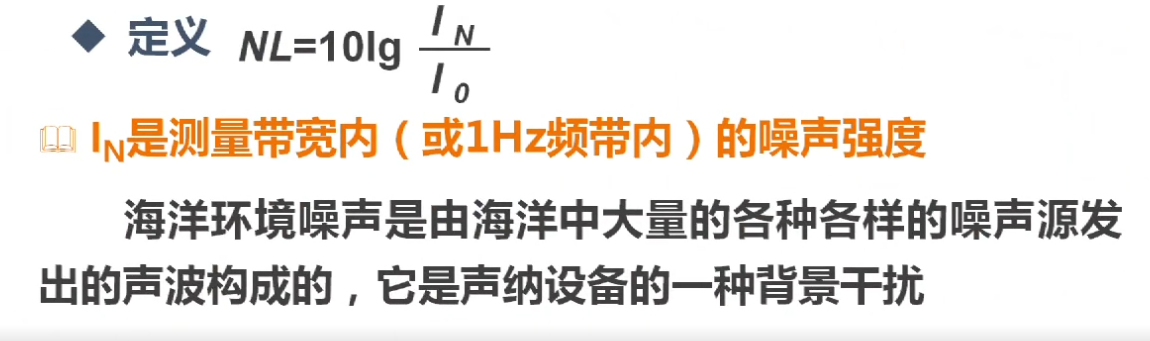 ◆ 定义 NL=10lg I_N/I_0
I_N是测量带宽内（或1Hz频带内）的噪声强度
海洋环境噪声是由海洋中大量的各种各样的噪声源发
出的声波构成的，它是声纳设备的一种背景干扰